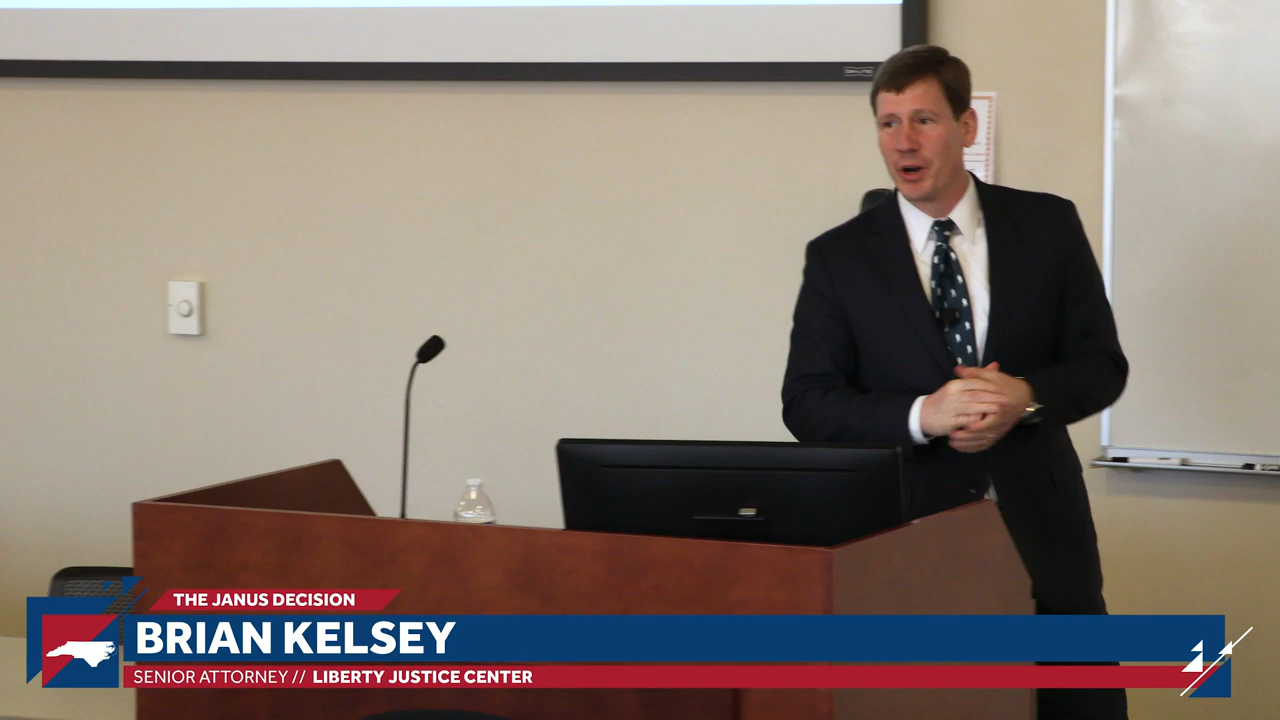 THE JANUS DECISION
BRIAN KELSEY
SENIOR ATTORNEY // LIBERTY JUSTICE CENTER